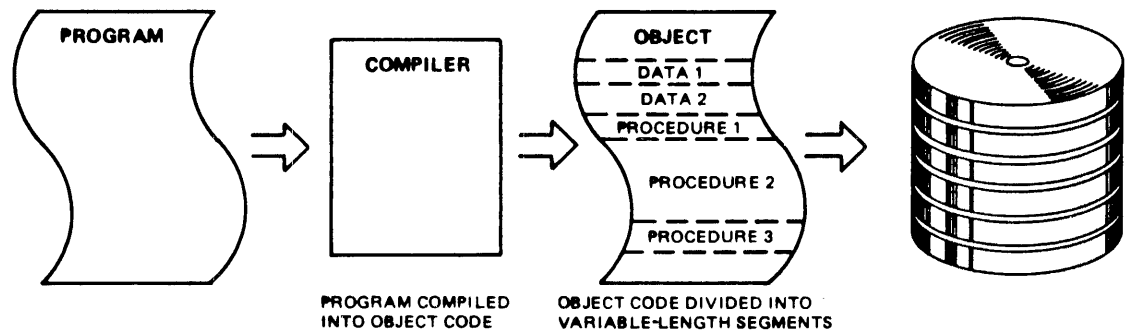 PROGRAM
COMPILER
OBJECT
DATA 1
DATA 2
PROCEDURE 1
PROCEDURE 2
PROCEDURE 3
PROGRAM COMPILED
INTO OBJECT CODE
OBJECT CODE DIVIDED INTO
VARIABLE-LENGTH SEGMENTS